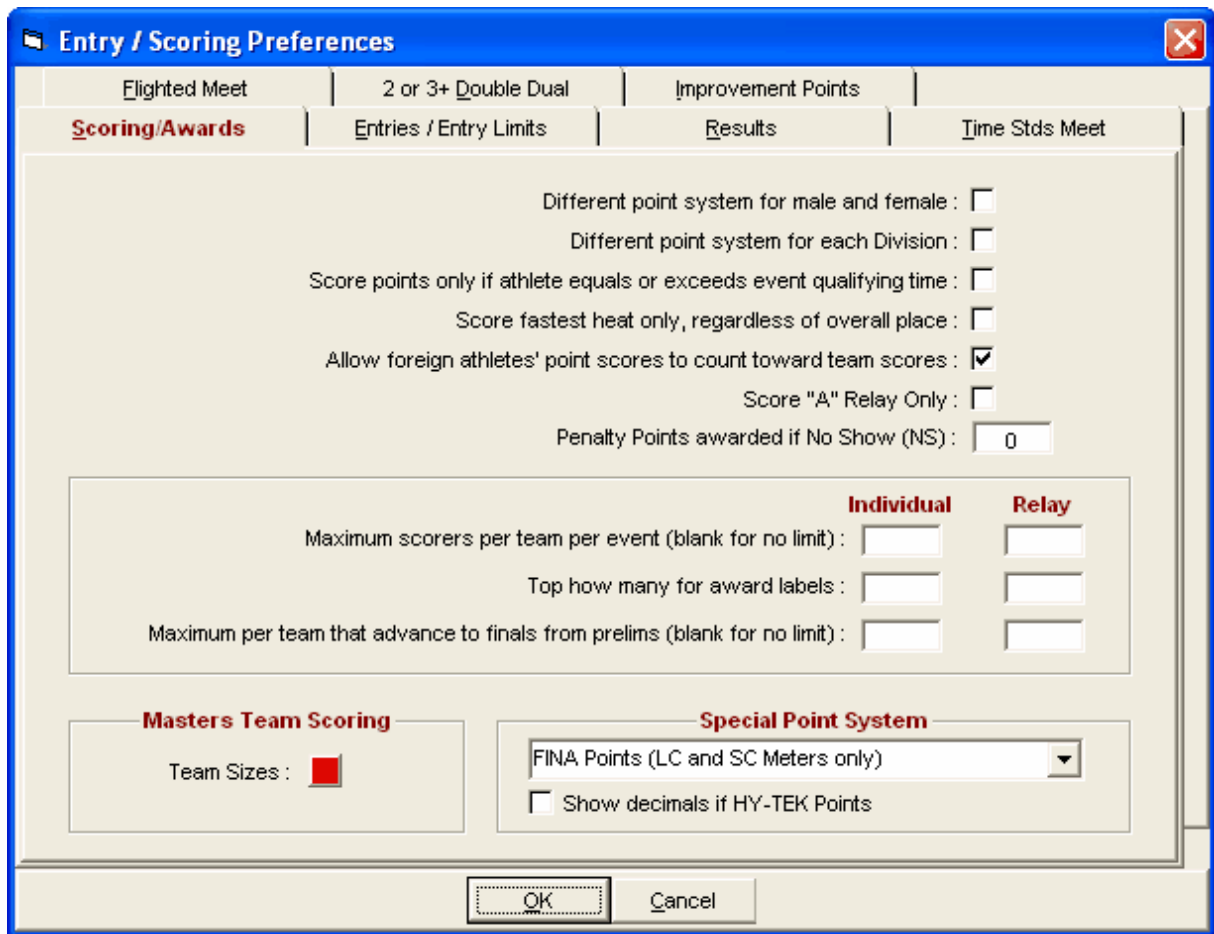 Entry / Scoring Preferences
Flighted Meet
2 or 3+ Double Dual
Improvement Points
Scoring/Awards
Entries / Entry Limits
Results
Time Stds Meet
Different point system for male and female :
Different point system for each Division :
Score points only if athlete equals or exceeds event qualifying time :
Score fastest heat only, regardless of overall place :
Allow foreign athletes' point scores to count toward team scores :
Score "A" Relay Only :
Penalty Points awarded if No Show (NS) : 0
Individual Relay
Maximum scorers per team per event (blank for no limit) :
Top how many for award labels :
Maximum per team that advance to finals from prelims (blank for no limit) :
Masters Team Scoring
Team Sizes :
Special Point System
FINA Points (LC and SC Meters only)
Show decimals if HY-TEK Points
OK
Cancel